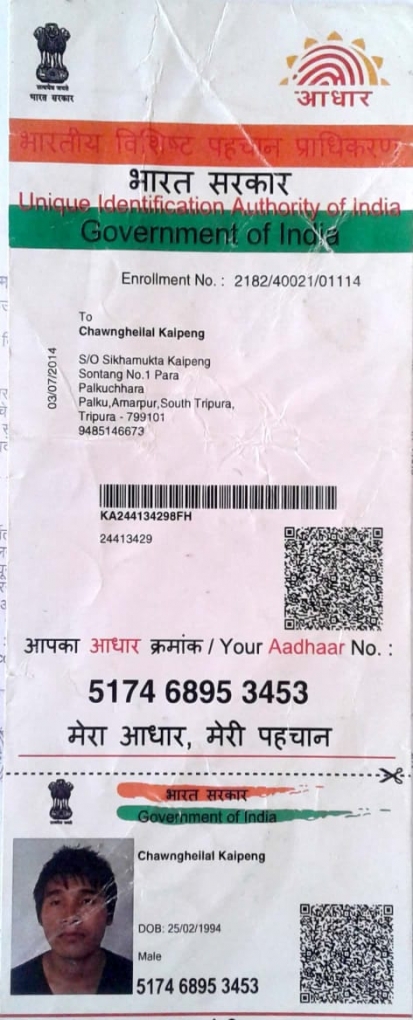 सत्यमेव जयते
भारत सरकार
आधार
भारतीय विशिष्ट पहचान प्राधिकरण
भारत सरकार
Unique Identification Authority of India
Government of India
Enrollment No. : 2182/40021/01114
To
Chawngheilal Kaipeng
S/O Sikhamukta Kaipeng
Sontang No.1 Para
Palkuchhara
Palku,Amarpur,South Tripura,
Tripura - 799101
9485146673
03/07/2014
KA244134298FH
24413429
आपका आधार क्रमांक / Your Aadhaar No. :
5174 6895 3453
मेरा आधार, मेरी पहचान
भारत सरकार
Government of India
Chawngheilal Kaipeng
DOB: 25/02/1994
Male
5174 6895 3453